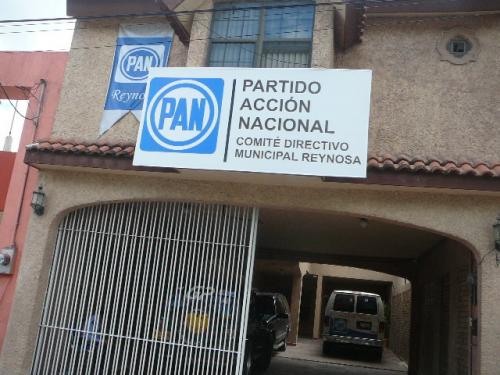 PAN
Reynosa
PAN
PARTIDO
ACCIÓN
NACIONAL
COMITÉ DIRECTIVO
MUNICIPAL REYNOSA